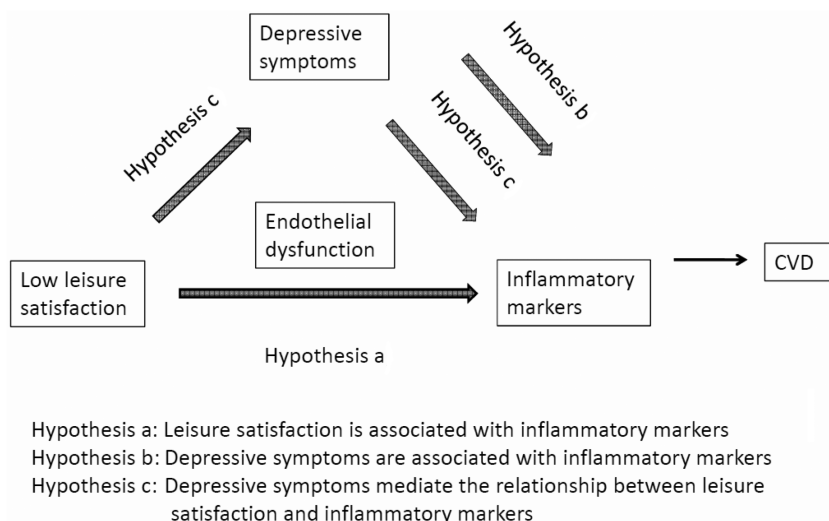 Depressive
symptoms
Hypothesis b
Hypothesis c
Hypothesis c
Endothelial
dysfunction
Low leisure
satisfaction
Inflammatory
markers
CVD
Hypothesis a
Hypothesis a: Leisure satisfaction is associated with inflammatory markers
Hypothesis b: Depressive symptoms are associated with inflammatory markers
Hypothesis c: Depressive symptoms mediate the relationship between leisure
satisfaction and inflammatory markers